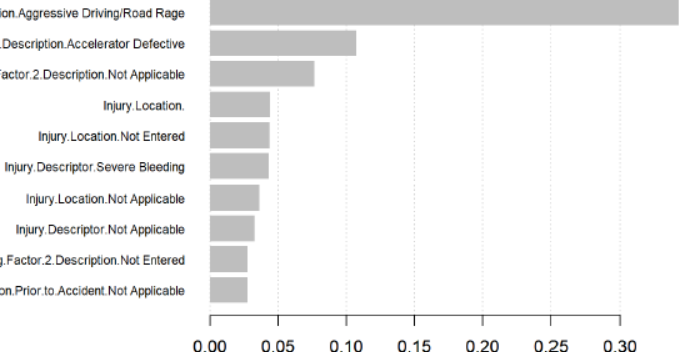 ion.Aggressive Driving/Road Rage
.Description.Accelerator Defective
Factor.2.Description.Not Applicable
Injury.Location.
Injury.Location.Not Entered
Injury.Descriptor.Severe Bleeding
Injury.Location.Not Applicable
Injury.Descriptor.Not Applicable
g.Factor.2.Description.Not Entered
on.Prior.to.Accident.Not Applicable
0.00 0.05 0.10 0.15 0.20 0.25 0.30